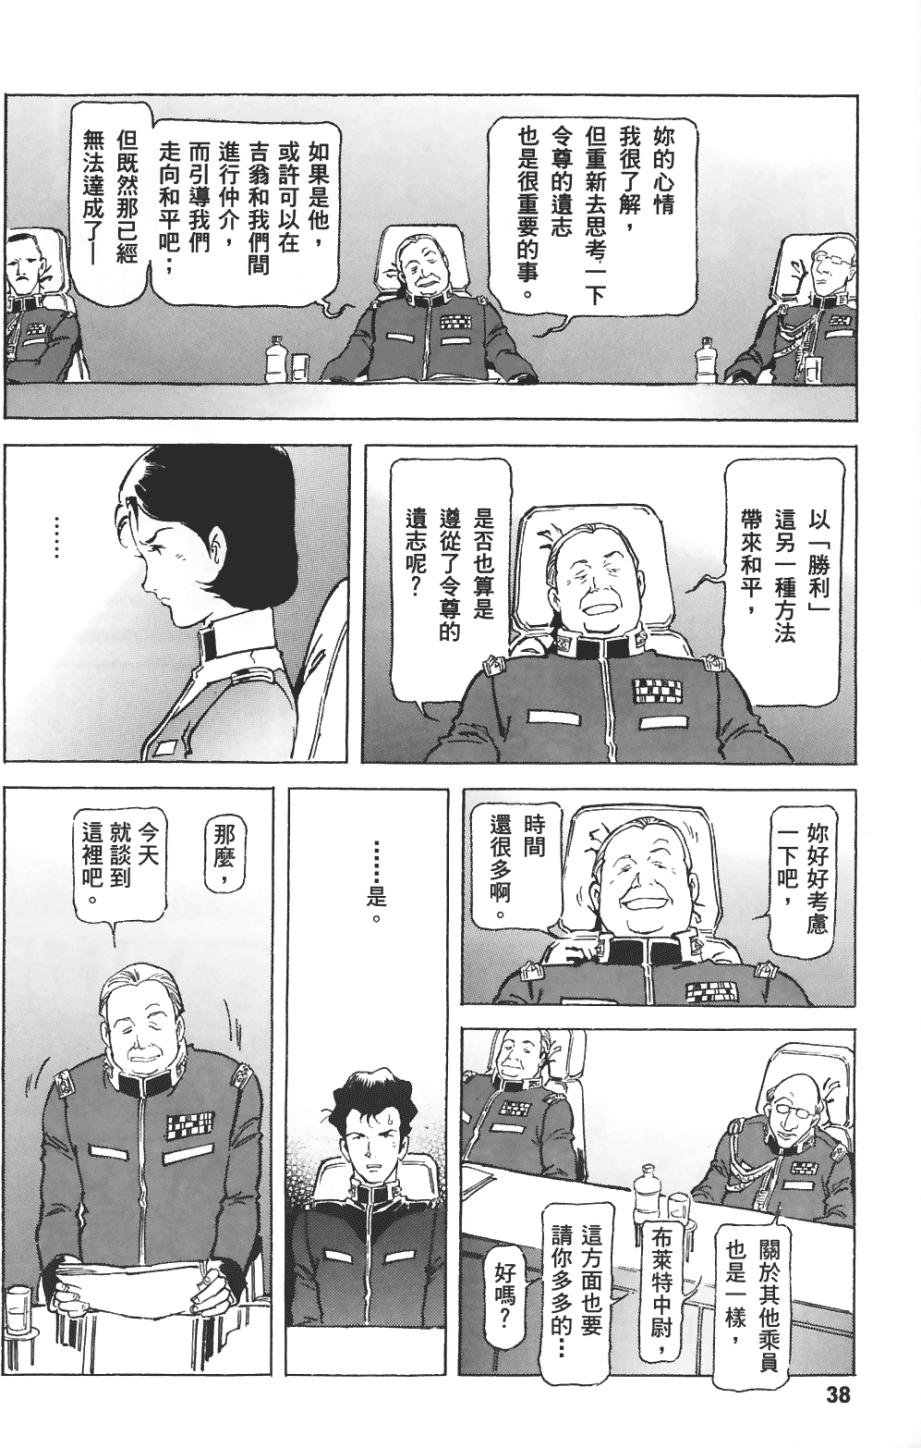 妳的心情
我很了解，
但重新去思考一下
令尊的遺志
也是很重要的事。
如果是他，
或許可以在
吉翁和我們間
進行仲介，
而引導我們
走向和平吧；
但既然那已經
無法達成了—
以「勝利」
這另一種方法
帶來和平，
是否也算是
遵從了令尊的
遺志呢？
……
妳好好考慮
一下吧，
時間
還很多啊。
關於其他乘員
也是一樣，
布萊特中尉，
這方面也要
請你多多的…
好嗎？
……是。
那麼，
今天
就談到
這裡吧。
38